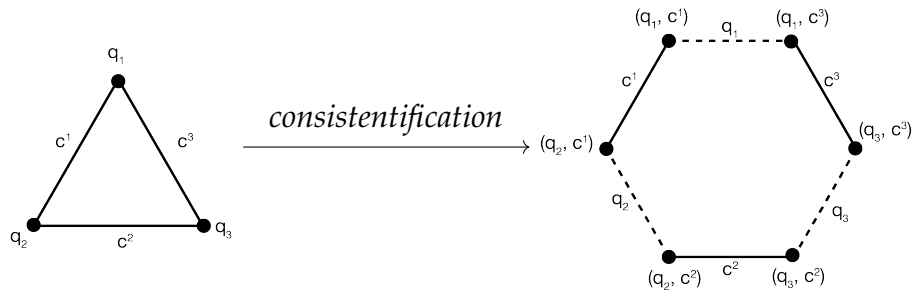 q₁
c¹
c³
q₂
c²
q₃
consistentification
(q₁, c¹)
q₁
(q₁, c³)
c¹
c³
(q₂, c¹)
(q₃, c³)
q₂
q₃
c²
(q₂, c²)
(q₃, c²)